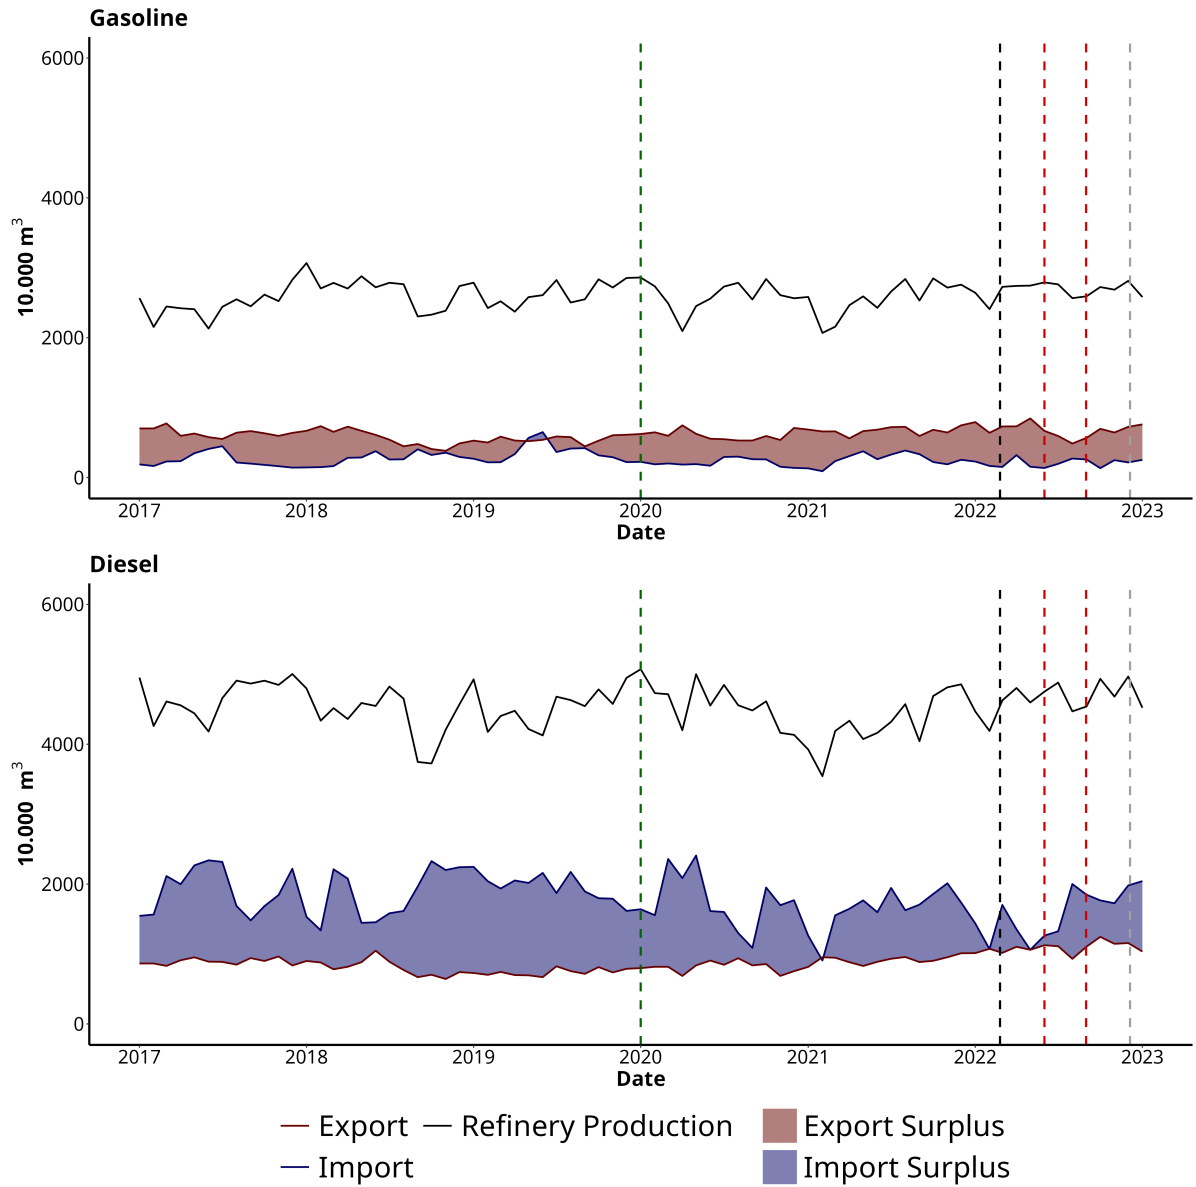 Gasoline
6000
4000
2000
0
10.000 m³
2017 2018 2019 2020 2021 2022 2023
Date
Diesel
6000
4000
2000
0
10.000 m³
2017 2018 2019 2020 2021 2022 2023
Date
Export Refinery Production Export Surplus
Import Import Surplus